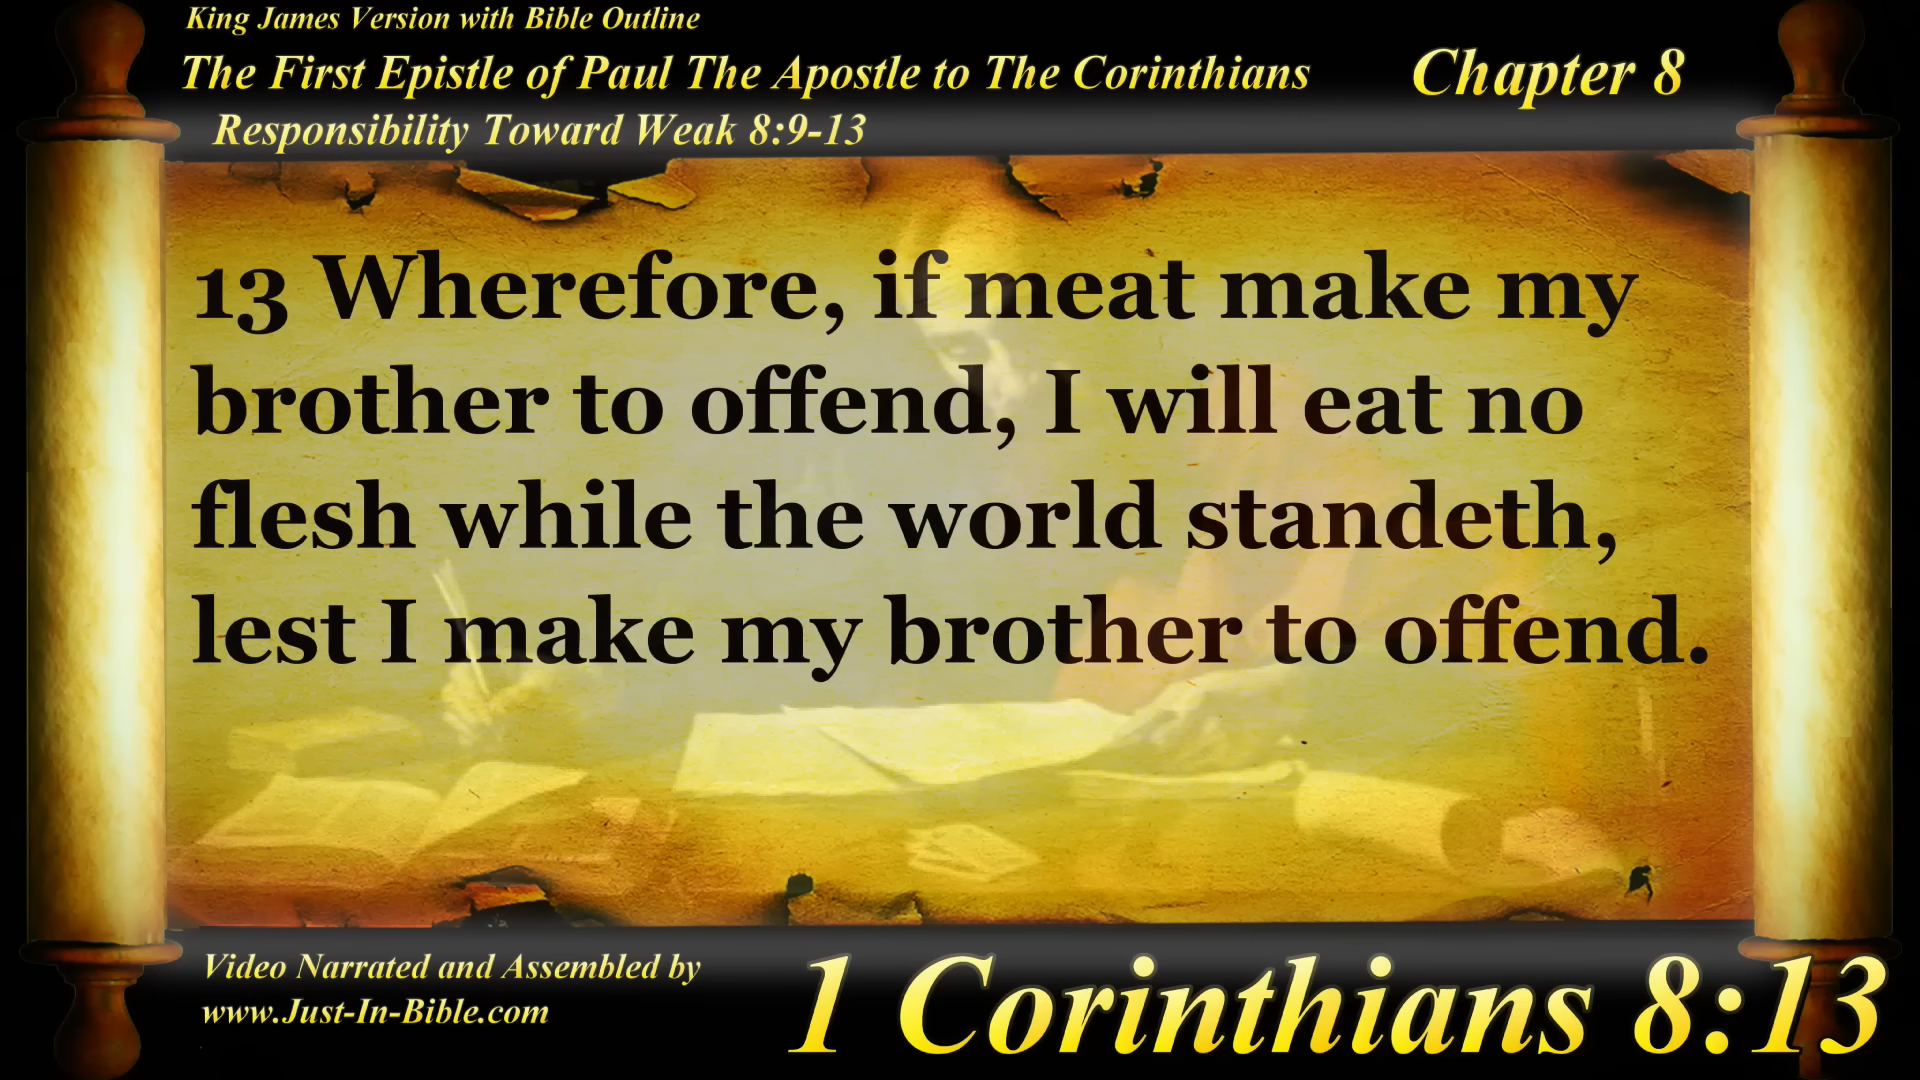 King James Version with Bible Outline
The First Epistle of Paul The Apostle to The Corinthians
Chapter 8
Responsibility Toward Weak 8:9-13
13 Wherefore, if meat make my
brother to offend, I will eat no
flesh while the world standeth,
lest I make my brother to offend.
Video Narrated and Assembled by
www.Just-In-Bible.com
1 Corinthians 8:13